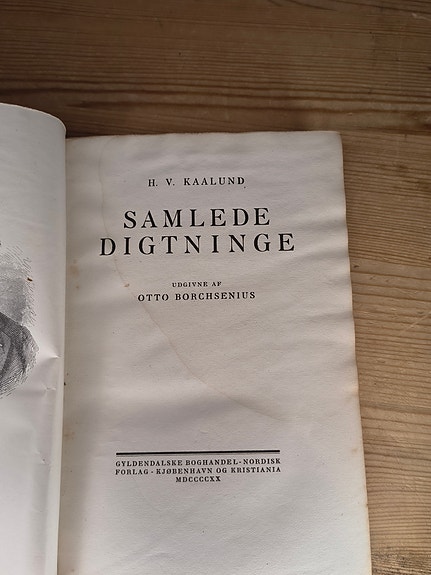 H. V. KAALUND
SAMLEDE
DIGTNINGE
UDGIVNE AF
OTTO BORCHSENIUS
GYLDENDALSKE BOGHANDEL-NORDISK
FORLAG - KJØBENHAVN OG KRISTIANIA
MDCCCCXX